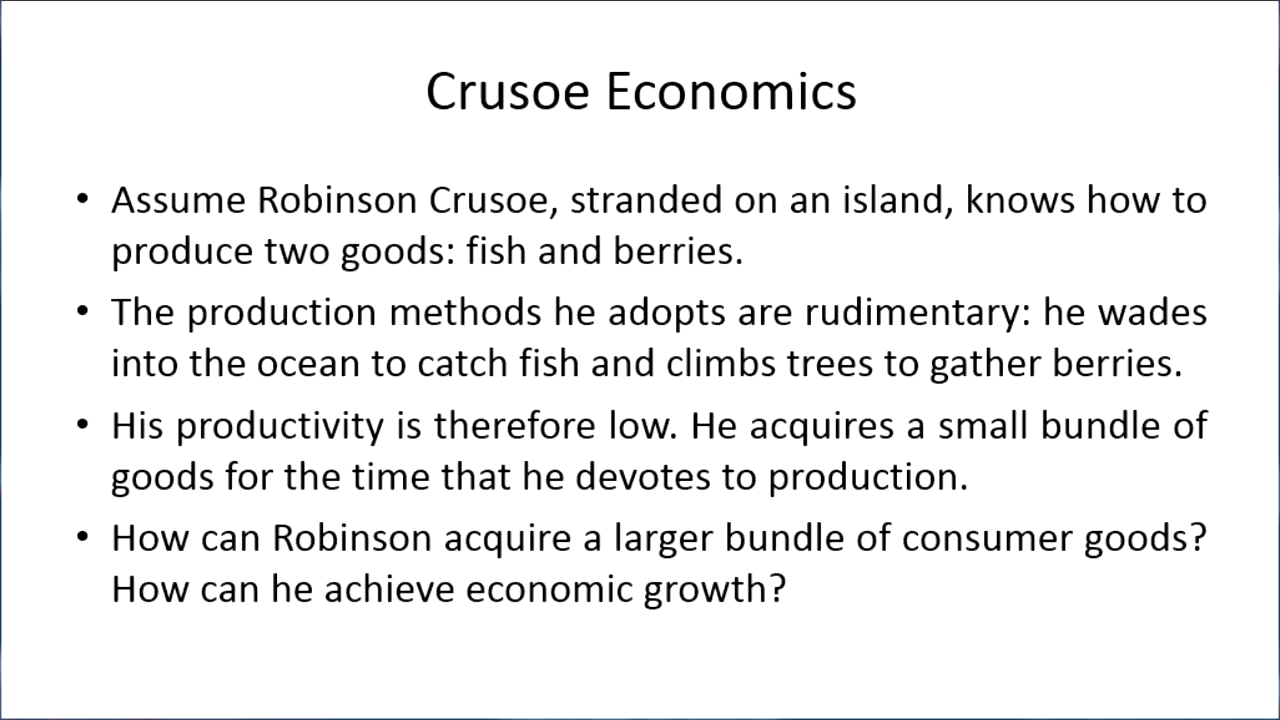 Crusoe Economics
• Assume Robinson Crusoe, stranded on an island, knows how to
produce two goods: fish and berries.
• The production methods he adopts are rudimentary: he wades
into the ocean to catch fish and climbs trees to gather berries.
• His productivity is therefore low. He acquires a small bundle of
goods for the time that he devotes to production.
• How can Robinson acquire a larger bundle of consumer goods?
How can he achieve economic growth?